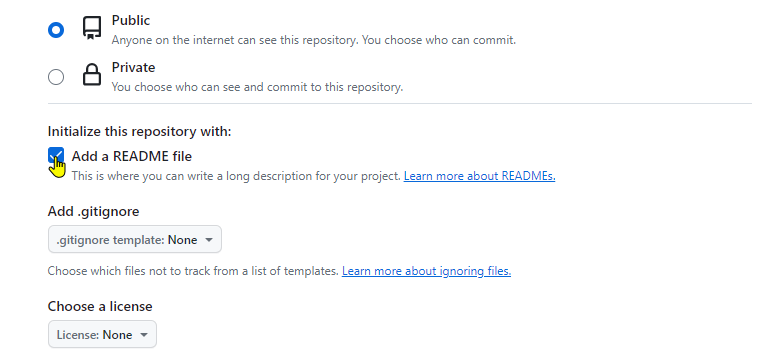 Public
Anyone on the internet can see this repository. You choose who can commit.
Private
You choose who can see and commit to this repository.
Initialize this repository with:
Add a README file
This is where you can write a long description for your project. Learn more about READMEs.
Add .gitignore
.gitignore template: None
Choose which files not to track from a list of templates. Learn more about ignoring files.
Choose a license
License: None